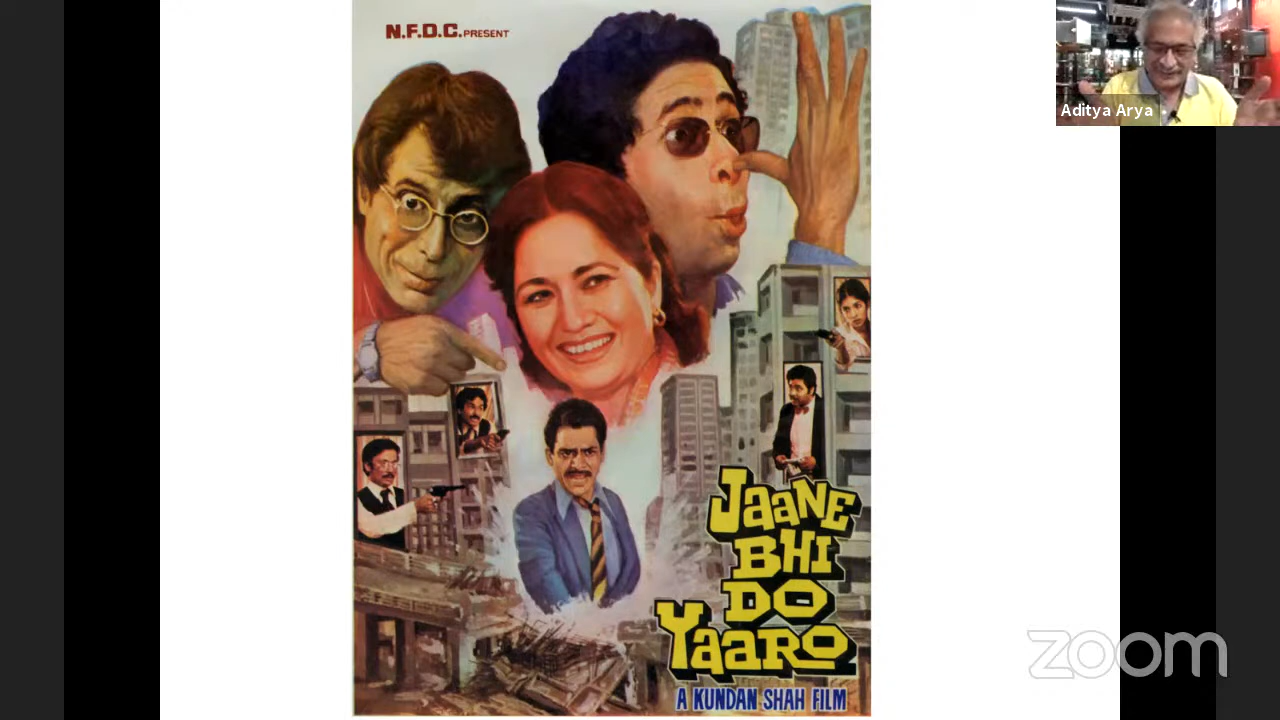 N.F.D.C. PRESENT
Aditya Arya
JAANE
BHI
DO
YAARO
A KUNDAN SHAH FILM
zoom